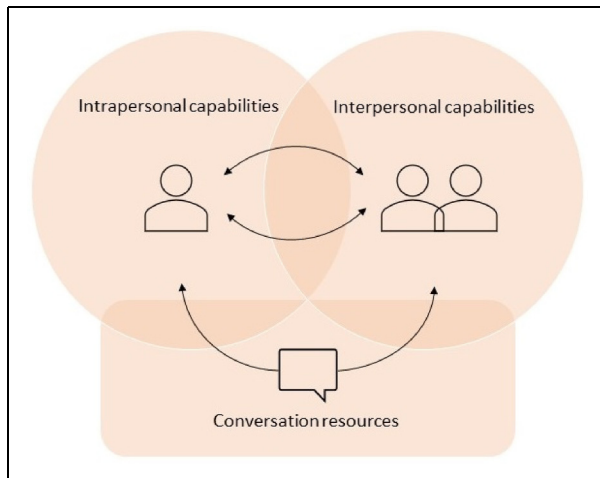 Intrapersonal capabilities
Interpersonal capabilities
Conversation resources